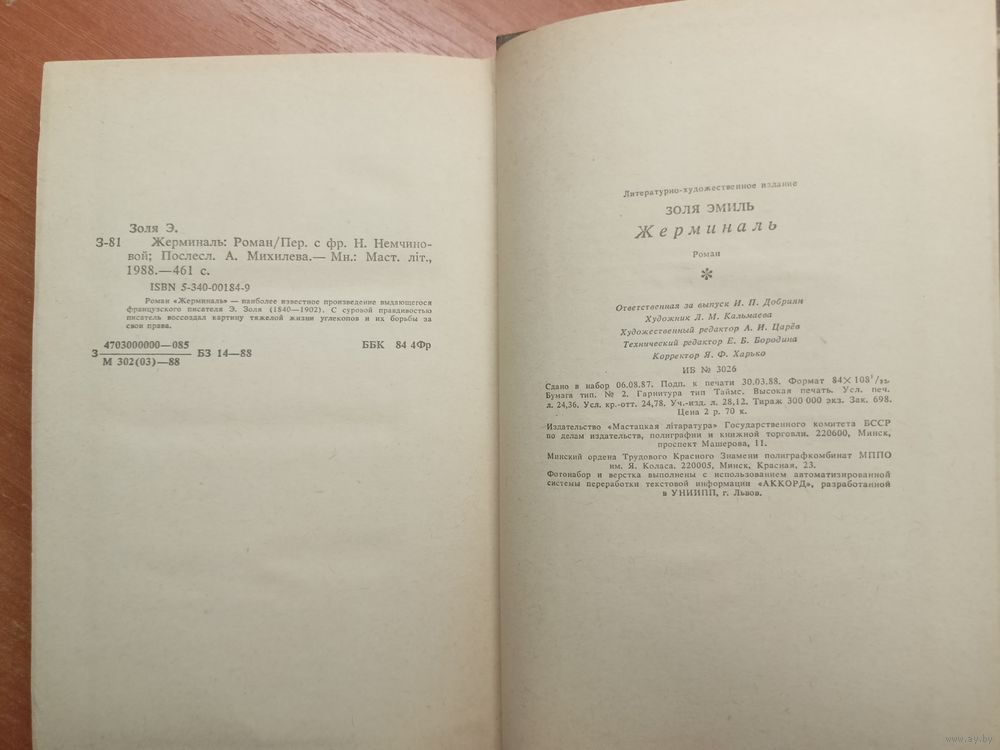 Золя Э.
З-81 Жерминаль: Роман/Пер. с фр. Н. Немчино-
вой; Послесл. А. Михилева.— Мн.: Маст. літ.,
1988.—461 с.
ISBN 5-340-00184-9
Роман «Жерминаль» — наиболее известное произведение выдающегося
французского писателя Э. Золя (1840—1902). С суровой правдивостью
писатель воссоздал картину тяжелой жизни углекопов и их борьбы за
свои права.
4703000000—085
З БЗ 14—88 ББК 84 4Фр
М 302(03)—88
Литературно-художественное издание
ЗОЛЯ ЭМИЛЬ
Жерминаль
Роман
*
Ответственная за выпуск И. П. Добриян
Художник Л. М. Кальмаева
Художественный редактор А. И. Царёв
Технический редактор Е. Б. Бородина
Корректор Я. Ф. Харько
ИБ № 3026
Сдано в набор 06.08.87. Подп. к печати 30.03.88. Формат 84×108¹/₃₂.
Бумага тип. № 2. Гарнитура тип Таймс. Высокая печать. Усл. печ.
л. 24,36. Усл. кр.-отт. 24,78. Уч.-изд. л. 28,12. Тираж 300 000 экз. Зак. 698.
Цена 2 р. 70 к.
Издательство «Мастацкая літаратура» Государственного комитета БССР
по делам издательств, полиграфии и книжной торговли. 220600, Минск,
проспект Машерова, 11.
Минский ордена Трудового Красного Знамени полиграфкомбинат МППО
им. Я. Коласа. 220005, Минск, Красная, 23.
Фотонабор и верстка выполнены с использованием автоматизированной
системы переработки текстовой информации «АККОРД», разработанной
в УНИИПП, г. Львов.
www.ay.by